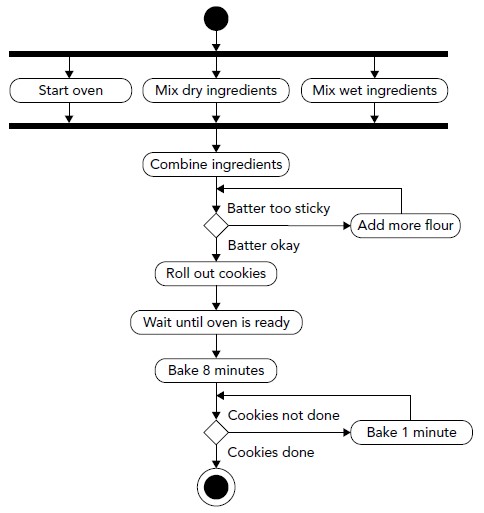 Start oven
Mix dry ingredients
Mix wet ingredients
Combine ingredients
Batter too sticky
Add more flour
Batter okay
Roll out cookies
Wait until oven is ready
Bake 8 minutes
Cookies not done
Bake 1 minute
Cookies done